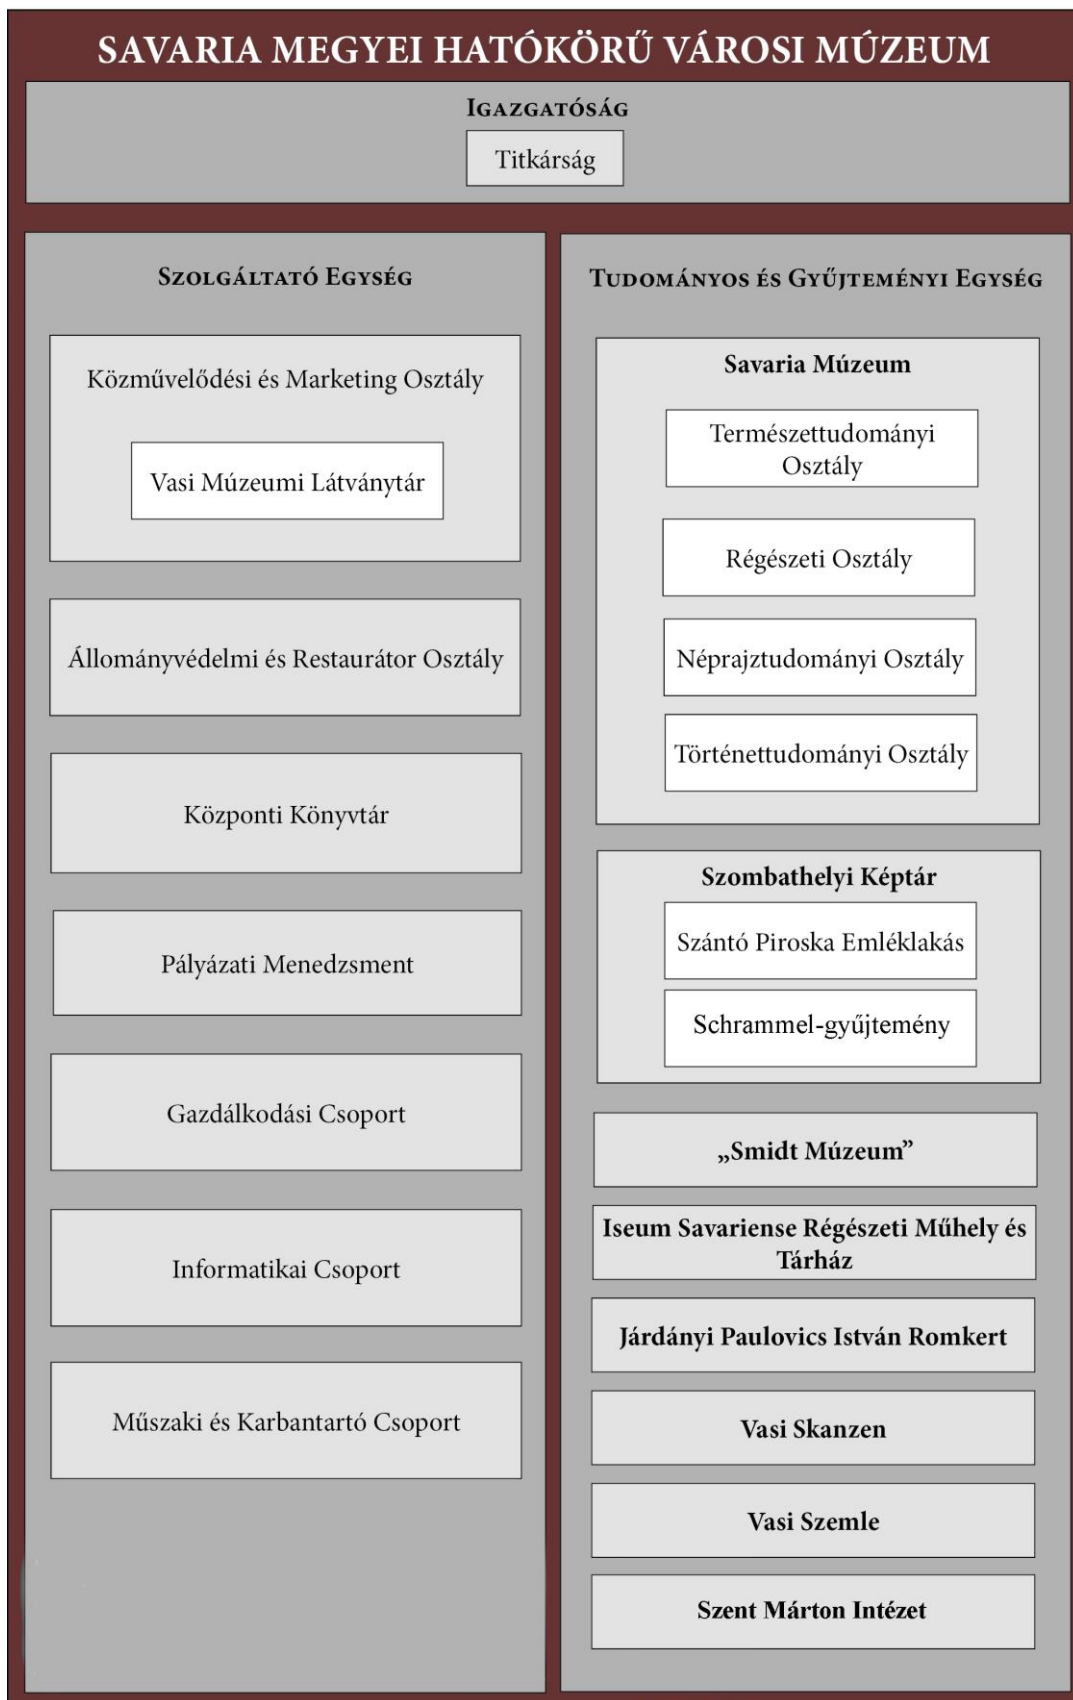 SAVARIA MEGYEI HATÓKÖRŰ VÁROSI MÚZEUM
IGAZGATÓSÁG
Titkárság
SZOLGÁLTATÓ EGYSÉG
Közművelődési és Marketing Osztály
Vasi Múzeumi Látványtár
Állományvédelmi és Restaurátor Osztály
Központi Könyvtár
Pályázati Menedzsment
Gazdálkodási Csoport
Informatikai Csoport
Műszaki és Karbantartó Csoport
TUDOMÁNYOS ÉS GYŰJTEMÉNYI EGYSÉG
Savaria Múzeum
Természettudományi
Osztály
Régészeti Osztály
Néprajztudományi Osztály
Történettudományi Osztály
Szombathelyi Képtár
Szántó Piroska Emléklakás
Schrammel-gyűjtemény
„Smidt Múzeum”
Iseum Savariense Régészeti Műhely és
Tárház
Járdányi Paulovics István Romkert
Vasi Skanzen
Vasi Szemle
Szent Márton Intézet